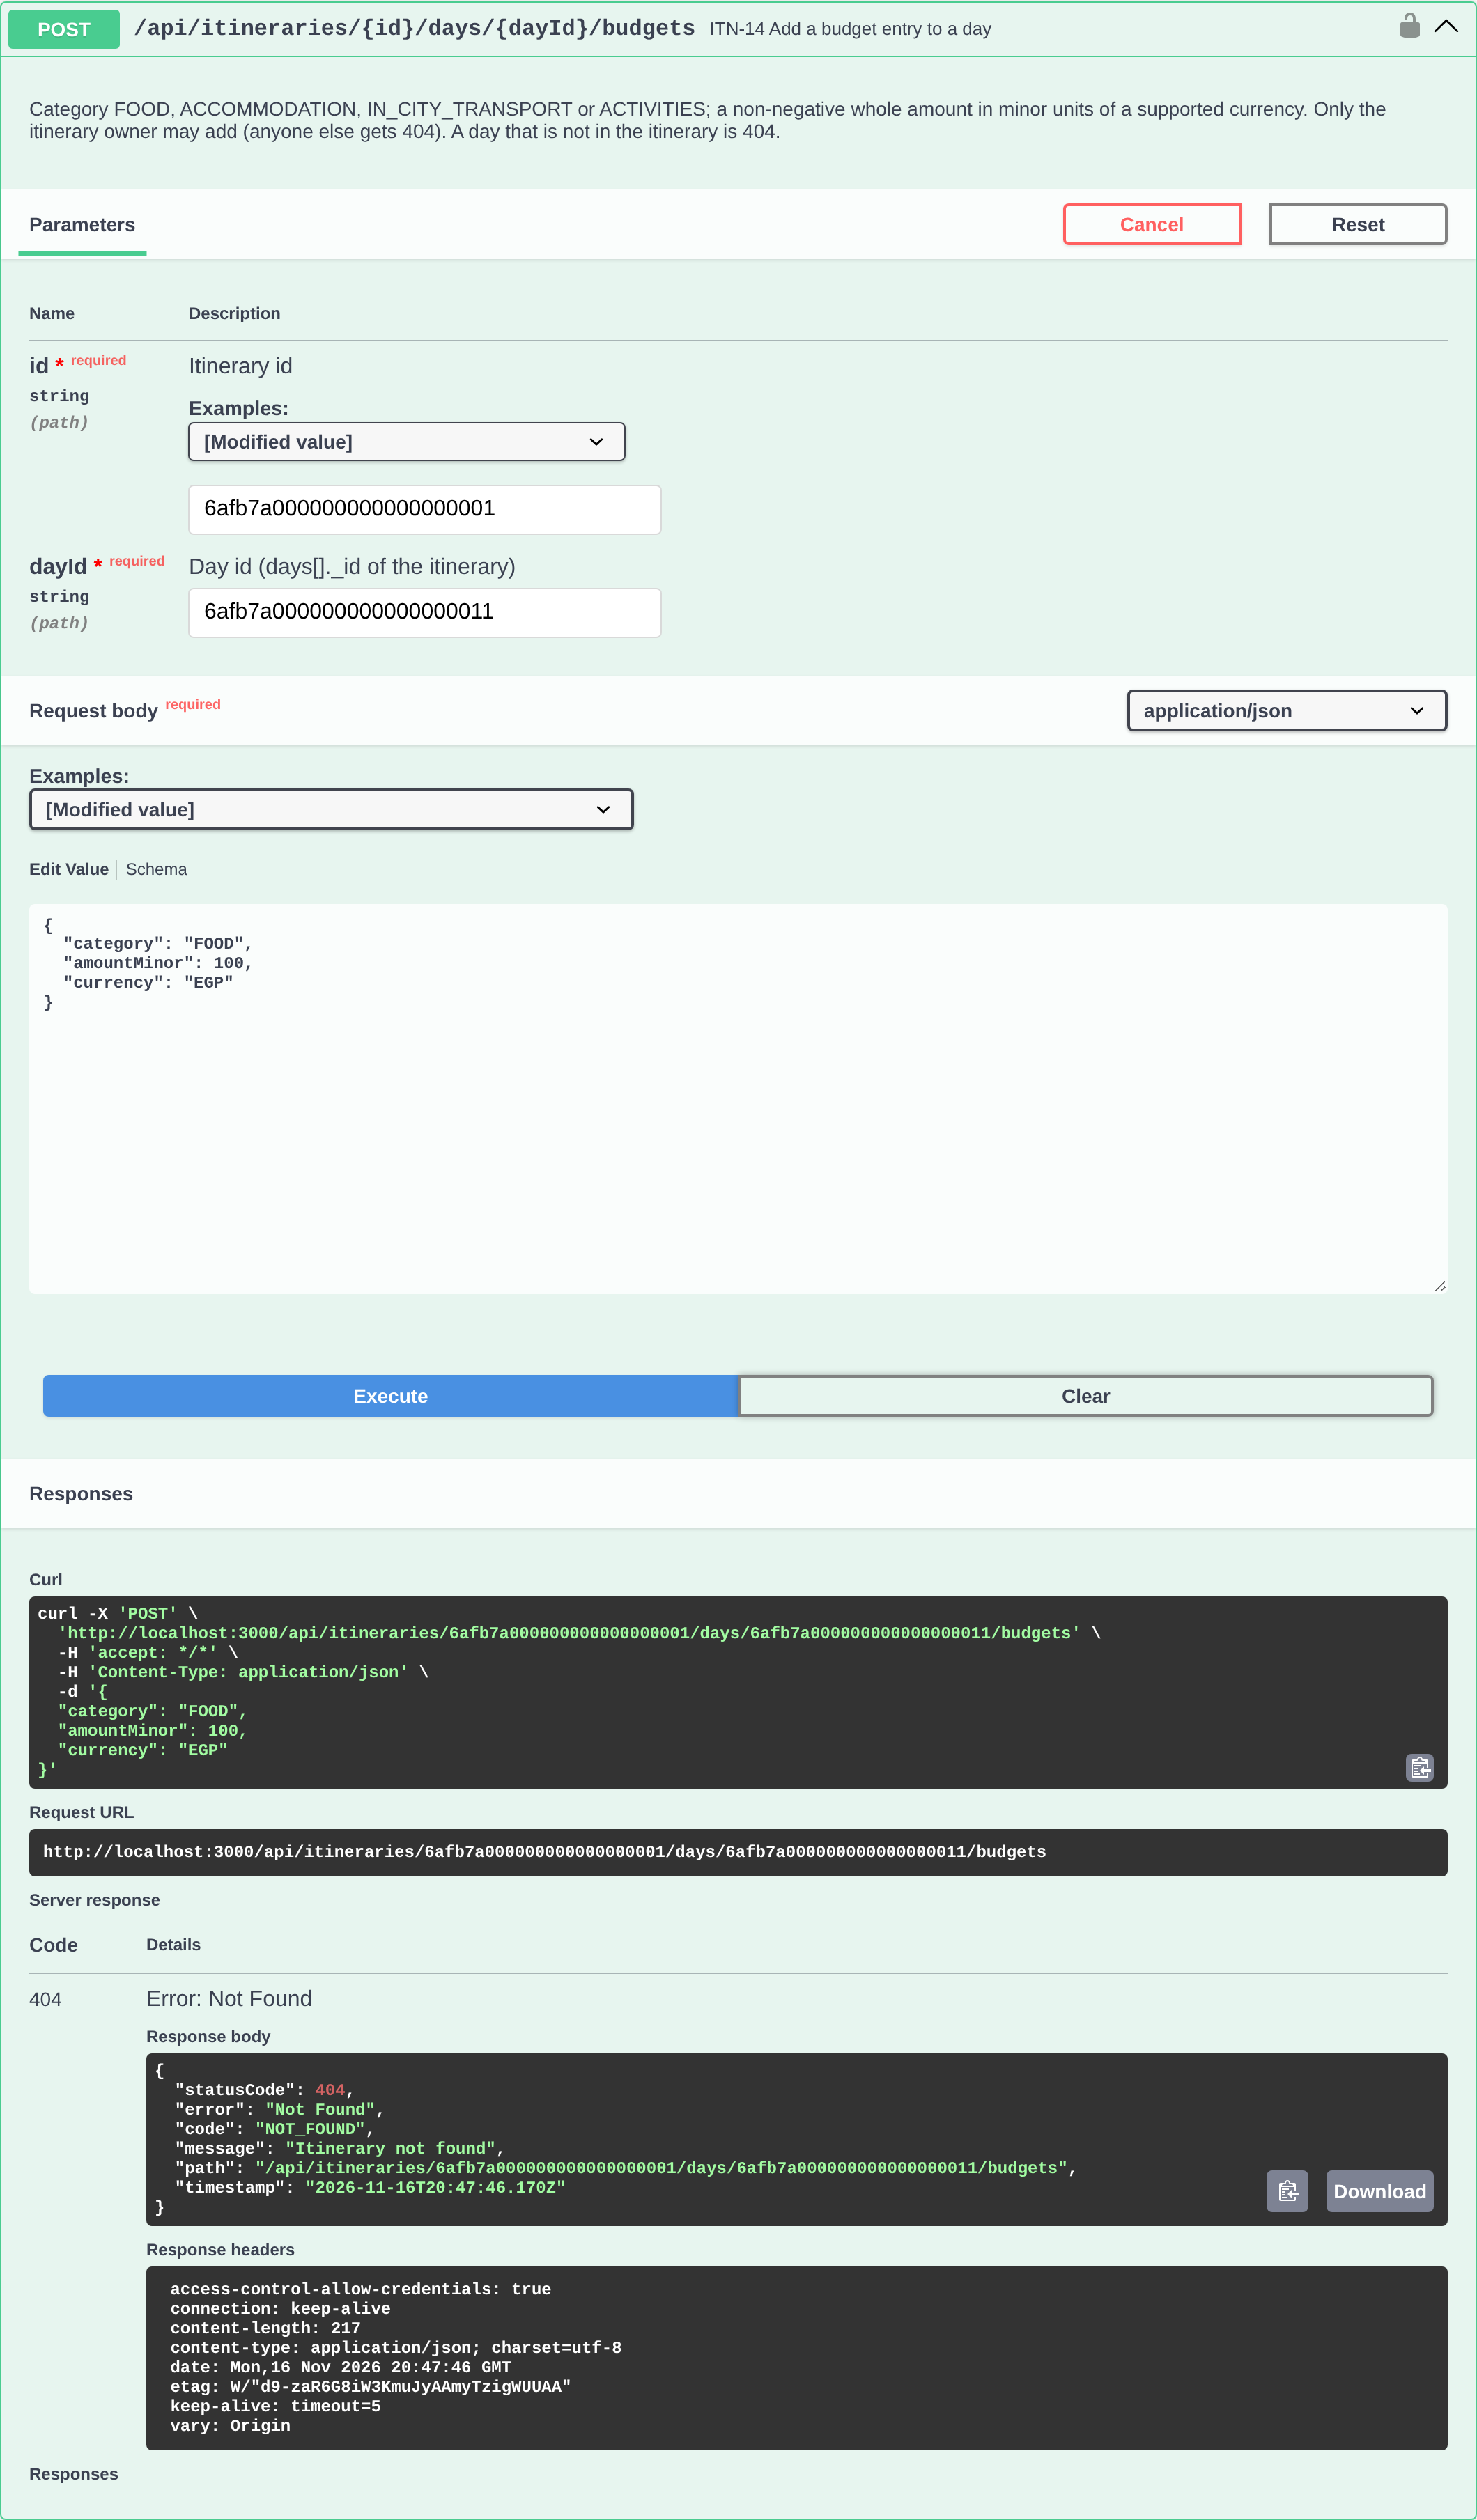 POST /api/itineraries/{id}/days/{dayId}/budgets ITN-14 Add a budget entry to a day
Category FOOD, ACCOMMODATION, IN_CITY_TRANSPORT or ACTIVITIES; a non-negative whole amount in minor units of a supported currency. Only the
itinerary owner may add (anyone else gets 404). A day that is not in the itinerary is 404.
Parameters
Cancel
Reset
Name Description
id * required
string
(path)
Itinerary id
Examples:
[Modified value]
6afb7a000000000000000001
dayId * required
string
(path)
Day id (days[]._id of the itinerary)
6afb7a000000000000000011
Request body required
application/json
Examples:
[Modified value]
Edit Value Schema
{
  "category": "FOOD",
  "amountMinor": 100,
  "currency": "EGP"
}
Execute
Clear
Responses
Curl
curl -X 'POST' \
  'http://localhost:3000/api/itineraries/6afb7a000000000000000001/days/6afb7a000000000000000011/budgets' \
  -H 'accept: */*' \
  -H 'Content-Type: application/json' \
  -d '{
  "category": "FOOD",
  "amountMinor": 100,
  "currency": "EGP"
}'
Request URL
http://localhost:3000/api/itineraries/6afb7a000000000000000001/days/6afb7a000000000000000011/budgets
Server response
Code Details
404 Error: Not Found
Response body
{
  "statusCode": 404,
  "error": "Not Found",
  "code": "NOT_FOUND",
  "message": "Itinerary not found",
  "path": "/api/itineraries/6afb7a000000000000000001/days/6afb7a000000000000000011/budgets",
  "timestamp": "2026-11-16T20:47:46.170Z"
}
Download
Response headers
access-control-allow-credentials: true
connection: keep-alive
content-length: 217
content-type: application/json; charset=utf-8
date: Mon,16 Nov 2026 20:47:46 GMT
etag: W/"d9-zaR6G8iW3KmuJyAAmyTzigWUUAA"
keep-alive: timeout=5
vary: Origin
Responses